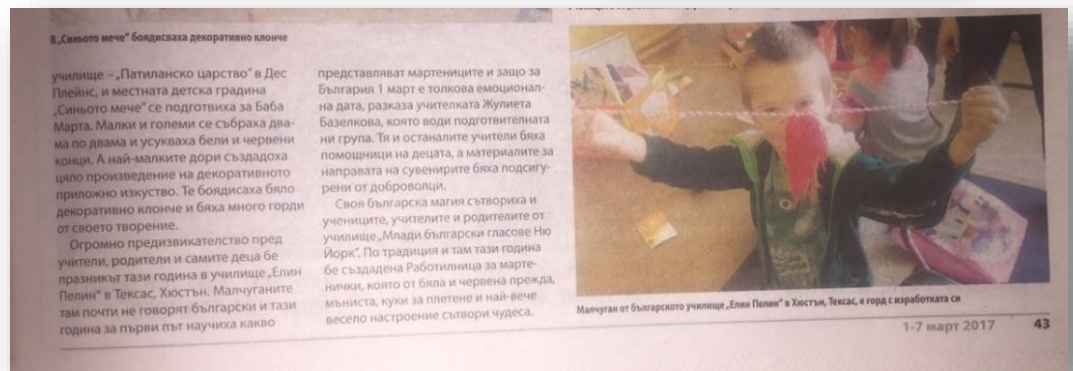 в „Синьото мече“ боядисваха декоративно клонче
училище – „Патиланско царство“ в Дес
Плейнс, и местната детска градина
„Синьото мече“ се подготвиха за Баба
Марта. Малки и големи се събраха два-
ма по двама и усукваха бели и червени
конци. А най-малките дори създадоха
цяло произведение на декоративното
приложно изкуство. Те боядисаха бяло
декоративно клонче и бяха много горди
от своето творение.
Огромно предизвикателство пред
учители, родители и самите деца бе
празникът тази година в училище „Елин
Пелин“ в Тексас, Хюстън. Малчуганите
там почти не говорят български и тази
година за първи път научиха какво
представляват мартениците и защо за
България 1 март е толкова емоционал-
на дата, разказа учителката Жулиета
Базелкова, която води подготвителната
ни група. Тя и останалите учители бяха
помощници на децата, а материалите за
направата на сувенирите бяха подсигу-
рени от доброволци.
Своя българска магия сътвориха и
учениците, учителите и родителите от
училище „Млади български гласове Ню
Йорк“. По традиция и там тази година
бе създадена Работилница за марте-
нички, която от бяла и червена прежда,
мъниста, куки за плетене и най-вече
весело настроение сътвори чудеса.
Малчуган от българското училище „Елин Пелин“ в Хюстън, Тексас, е горд с изработката си
1-7 март 2017 43